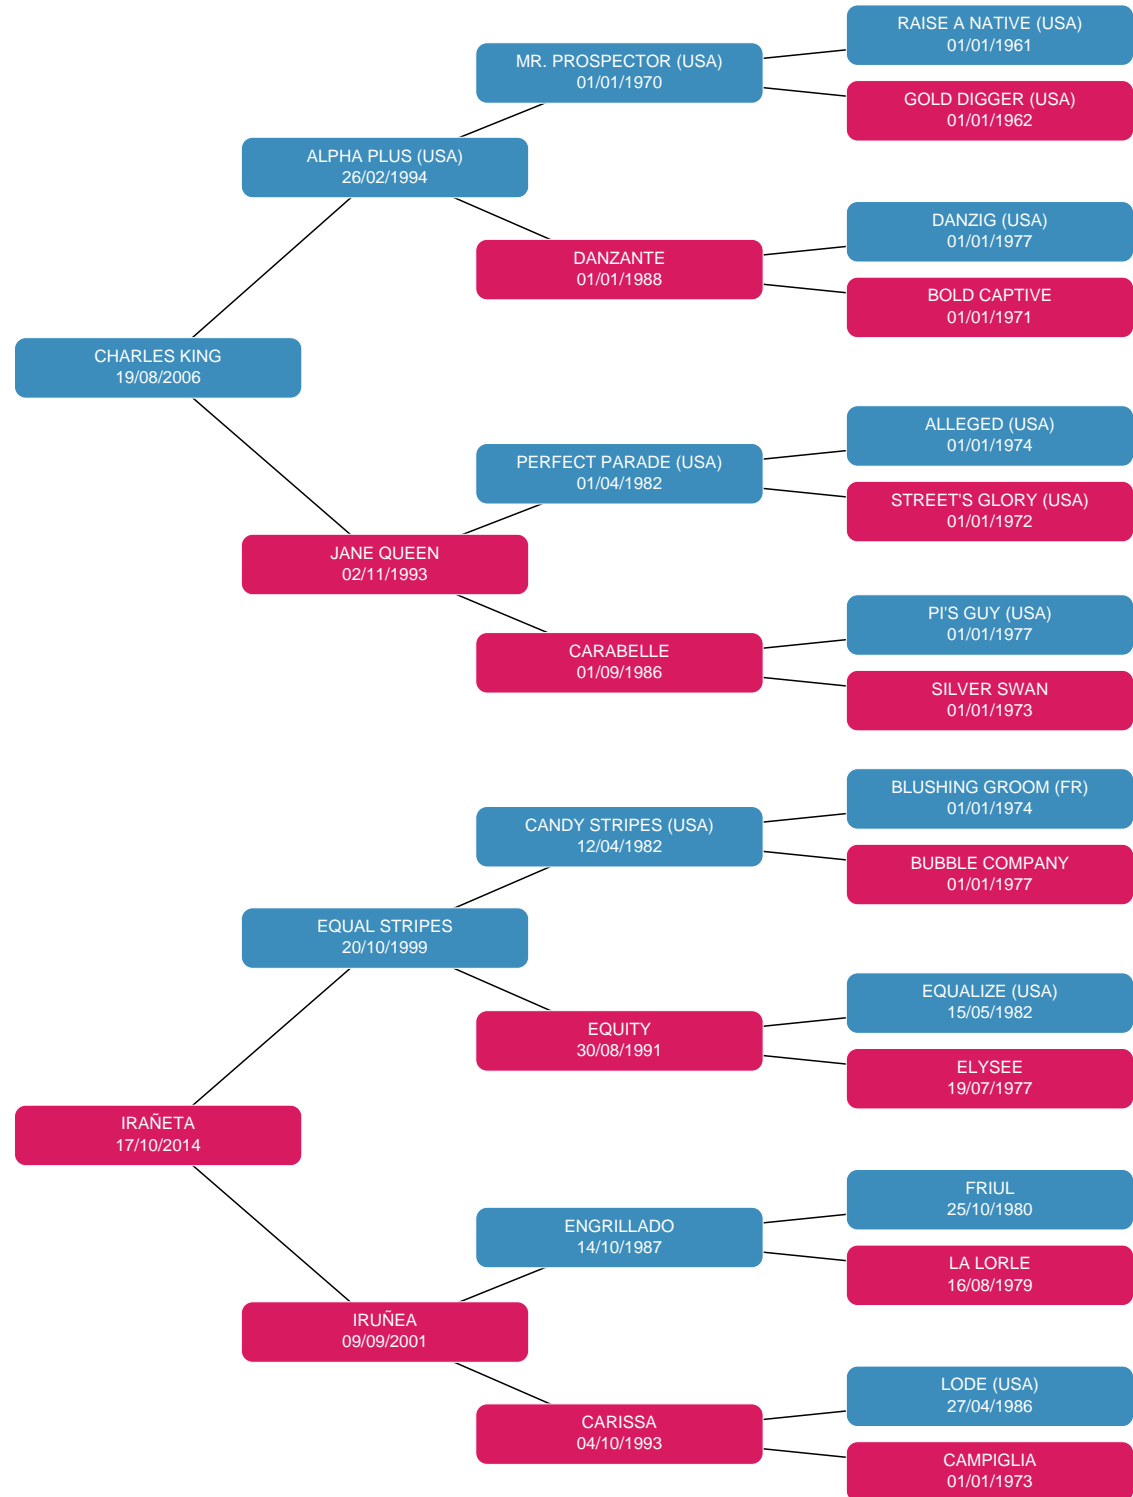 RAISE A NATIVE (USA)
01/01/1961
MR. PROSPECTOR (USA)
01/01/1970
GOLD DIGGER (USA)
01/01/1962
ALPHA PLUS (USA)
26/02/1994
DANZIG (USA)
01/01/1977
DANZANTE
01/01/1988
BOLD CAPTIVE
01/01/1971
CHARLES KING
19/08/2006
ALLEGED (USA)
01/01/1974
PERFECT PARADE (USA)
01/04/1982
STREET'S GLORY (USA)
01/01/1972
JANE QUEEN
02/11/1993
PI'S GUY (USA)
01/01/1977
CARABELLE
01/09/1986
SILVER SWAN
01/01/1973
BLUSHING GROOM (FR)
01/01/1974
CANDY STRIPES (USA)
12/04/1982
BUBBLE COMPANY
01/01/1977
EQUAL STRIPES
20/10/1999
EQUALIZE (USA)
15/05/1982
EQUITY
30/08/1991
ELYSEE
19/07/1977
IRAÑETA
17/10/2014
FRIUL
25/10/1980
ENGRILLADO
14/10/1987
LA LORLE
16/08/1979
IRUÑEA
09/09/2001
LODE (USA)
27/04/1986
CARISSA
04/10/1993
CAMPIGLIA
01/01/1973